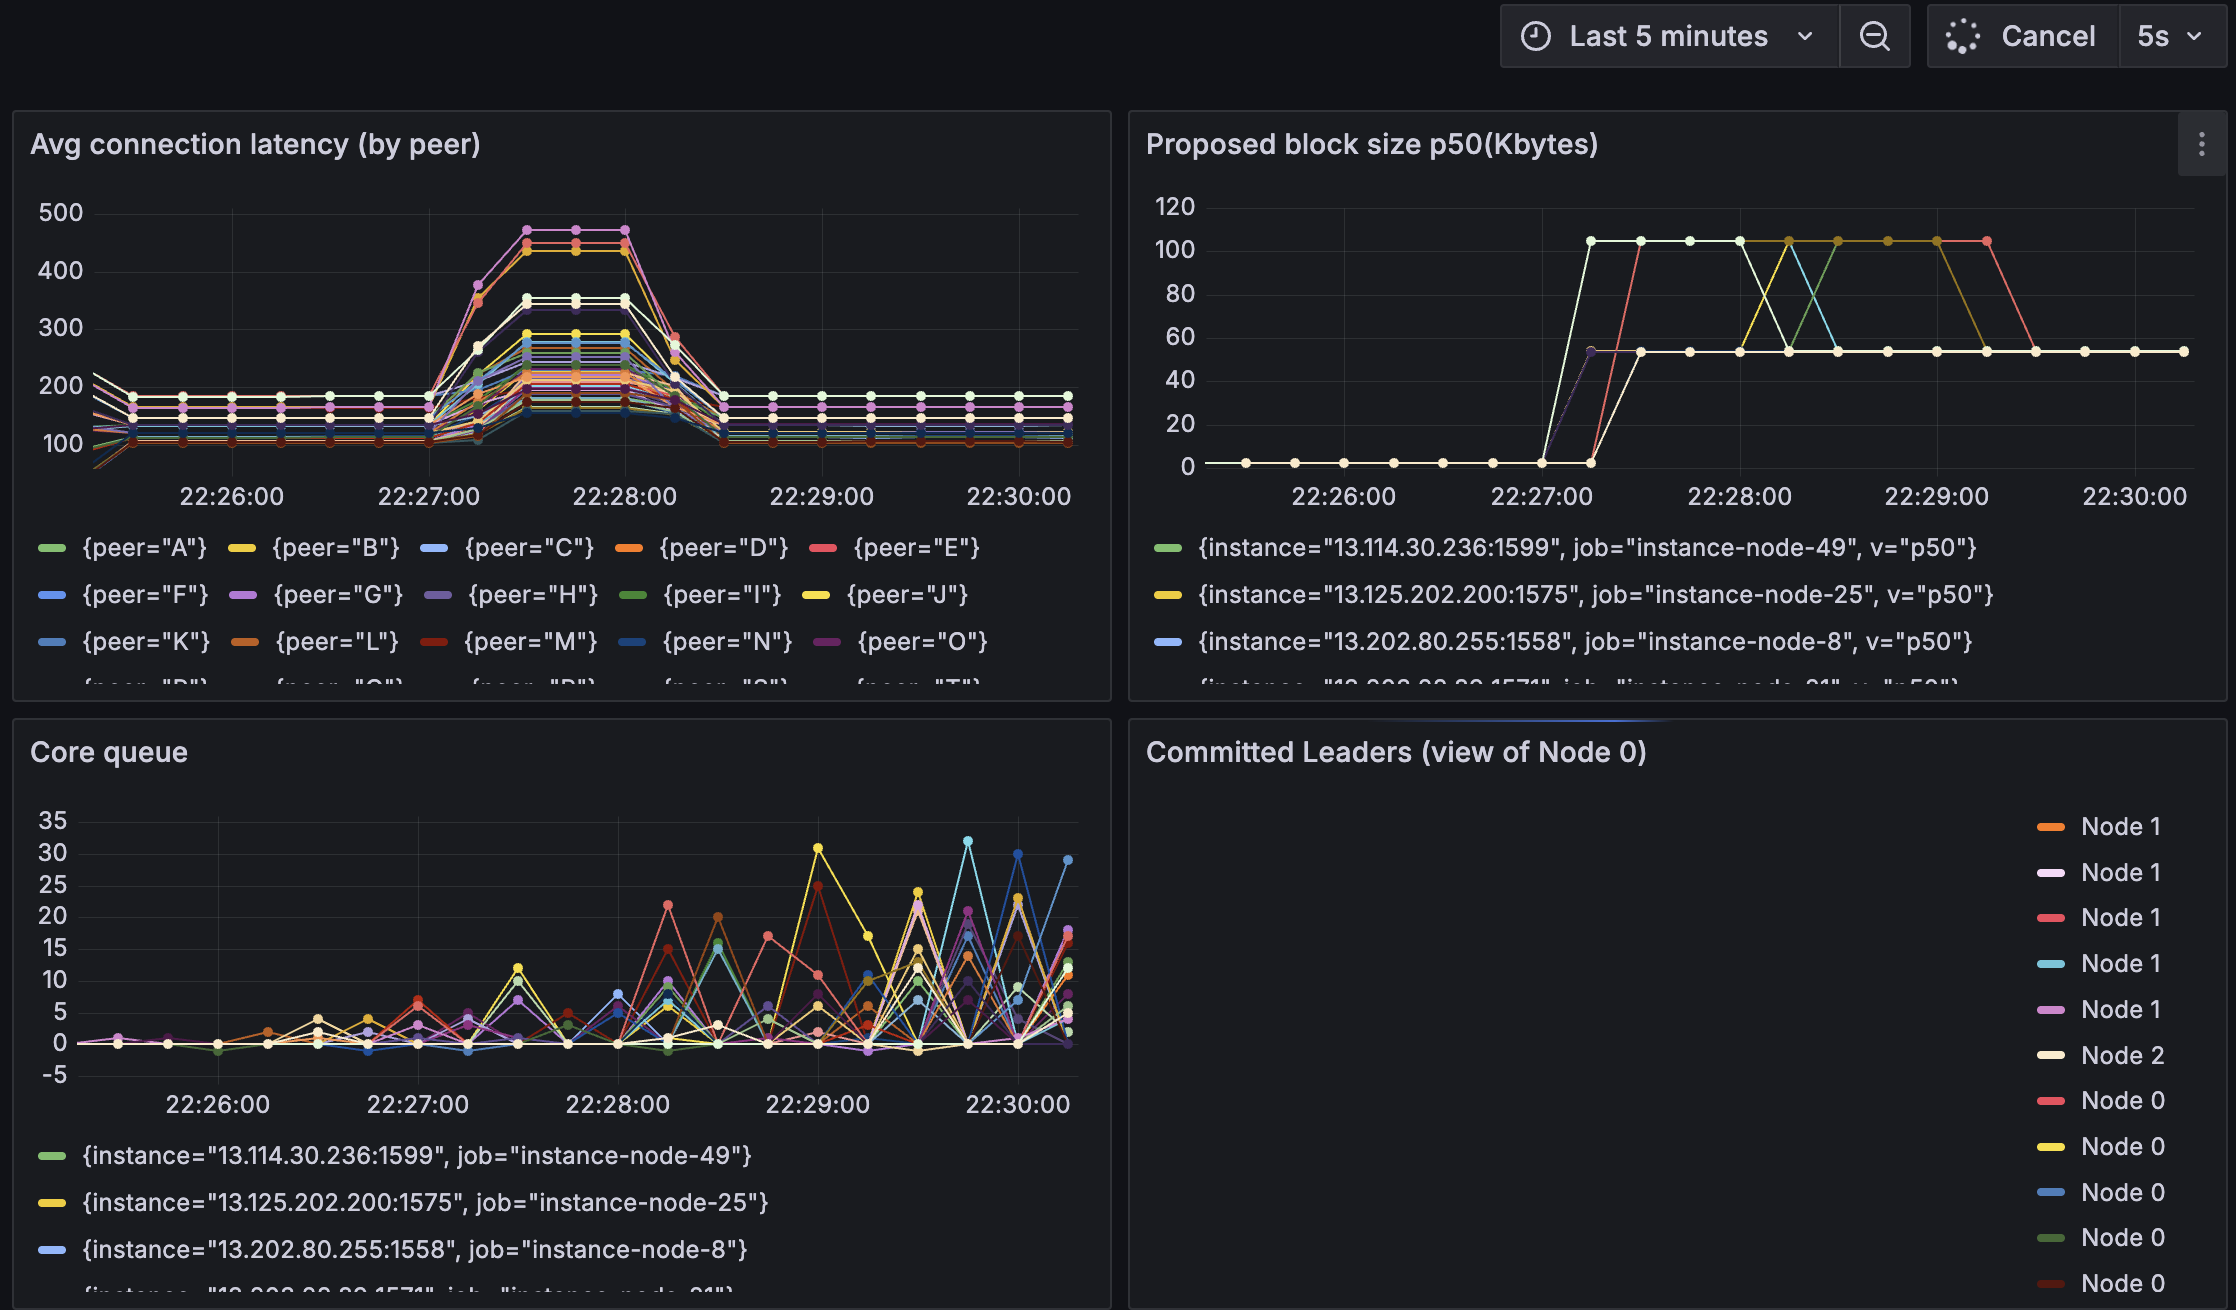 Last 5 minutes
Cancel
5s
Avg connection latency (by peer)
500
400
300
200
100
22:26:00 22:27:00 22:28:00 22:29:00 22:30:00
{peer="A"} {peer="B"} {peer="C"} {peer="D"} {peer="E"}
{peer="F"} {peer="G"} {peer="H"} {peer="I"} {peer="J"}
{peer="K"} {peer="L"} {peer="M"} {peer="N"} {peer="O"}
Proposed block size p50(Kbytes)
120
100
80
60
40
20
0
22:26:00 22:27:00 22:28:00 22:29:00 22:30:00
{instance="13.114.30.236:1599", job="instance-node-49", v="p50"}
{instance="13.125.202.200:1575", job="instance-node-25", v="p50"}
{instance="13.202.80.255:1558", job="instance-node-8", v="p50"}
Core queue
35
30
25
20
15
10
5
0
-5
22:26:00 22:27:00 22:28:00 22:29:00 22:30:00
{instance="13.114.30.236:1599", job="instance-node-49"}
{instance="13.125.202.200:1575", job="instance-node-25"}
{instance="13.202.80.255:1558", job="instance-node-8"}
Committed Leaders (view of Node 0)
Node 1
Node 1
Node 1
Node 1
Node 1
Node 2
Node 0
Node 0
Node 0
Node 0
Node 0